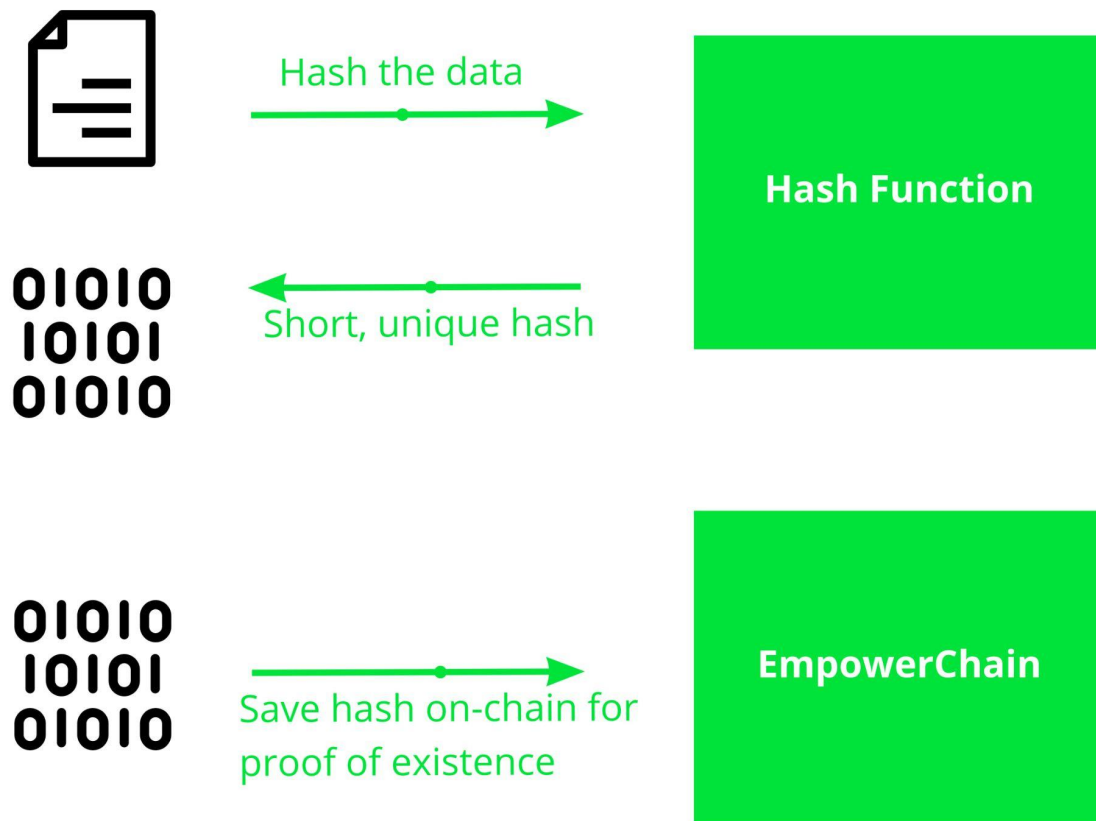 Hash the data
Hash Function
01010
10101
01010
Short, unique hash
01010
10101
01010
EmpowerChain
Save hash on-chain for
proof of existence